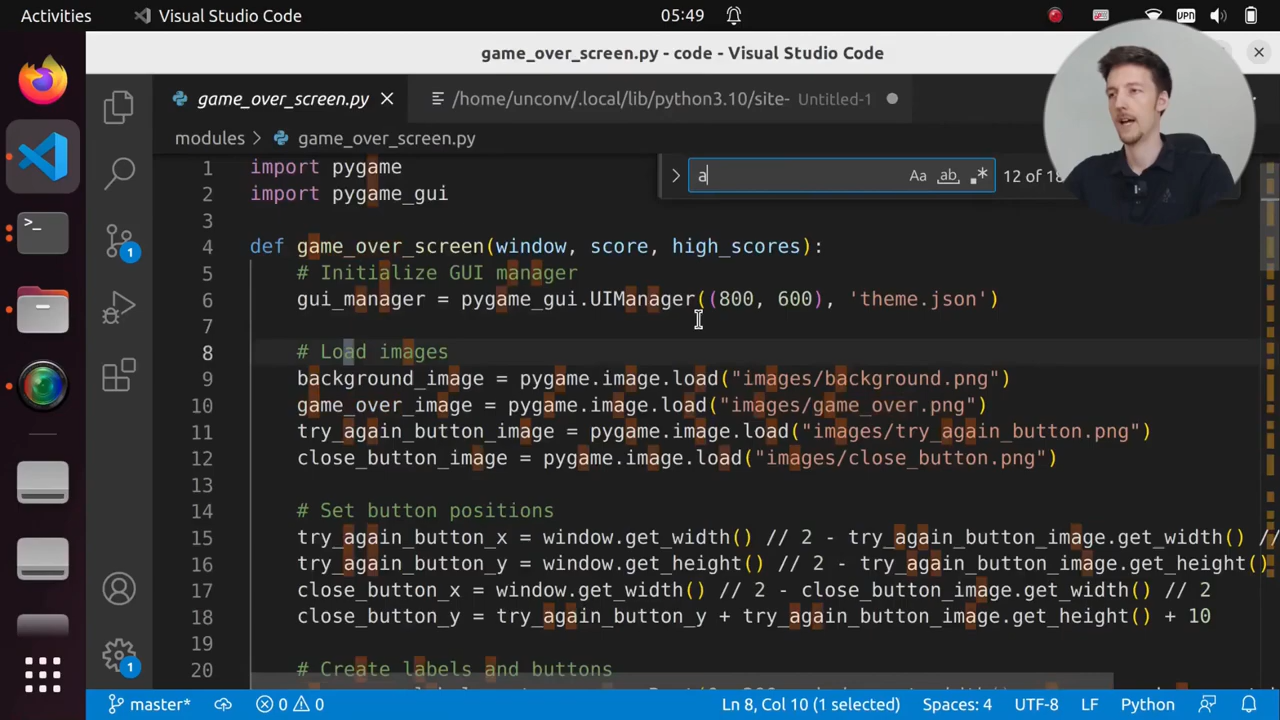 Activities
Visual Studio Code
05:49
VPN
game_over_screen.py - code - Visual Studio Code
game_over_screen.py
/home/unconv/.local/lib/python3.10/site- Untitled-1
modules > game_over_screen.py
a
Aa
ab
12 of 18
1 import pygame
2 import pygame_gui
3
4 def game_over_screen(window, score, high_scores):
5 # Initialize GUI manager
6 gui_manager = pygame_gui.UIManager((800, 600), 'theme.json')
7
8 # Load images
9 background_image = pygame.image.load("images/background.png")
10 game_over_image = pygame.image.load("images/game_over.png")
11 try_again_button_image = pygame.image.load("images/try_again_button.png")
12 close_button_image = pygame.image.load("images/close_button.png")
13
14 # Set button positions
15 try_again_button_x = window.get_width() // 2 - try_again_button_image.get_width() //
16 try_again_button_y = window.get_height() // 2 - try_again_button_image.get_height()
17 close_button_x = window.get_width() // 2 - close_button_image.get_width() // 2
18 close_button_y = try_again_button_y + try_again_button_image.get_height() + 10
19
20 # Create labels and buttons
1
1
master*
0
0
Ln 8, Col 10 (1 selected)
Spaces: 4
UTF-8
LF
Python